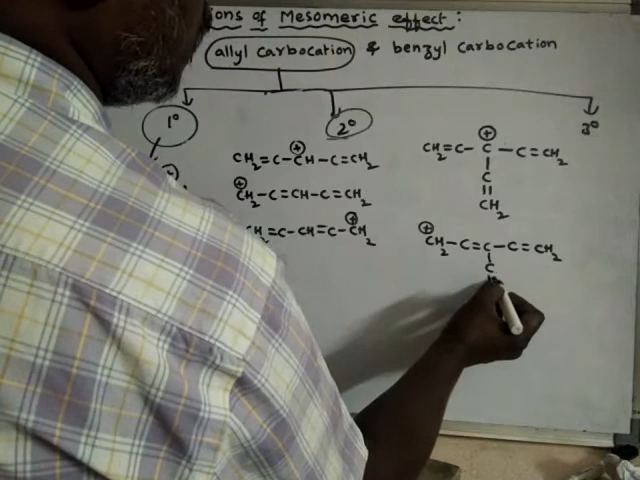 of Mesomeric effect :
allyl carbocation & benzyl carbocation
1° 2° 3°
CH2=C-⊕CH-C=CH2
⊕CH2-C=CH-C=CH2
CH2=C-CH=C-⊕CH2
CH2=C-⊕C-C=CH2
C
||
CH2
⊕CH2-C=C-C=CH2
C